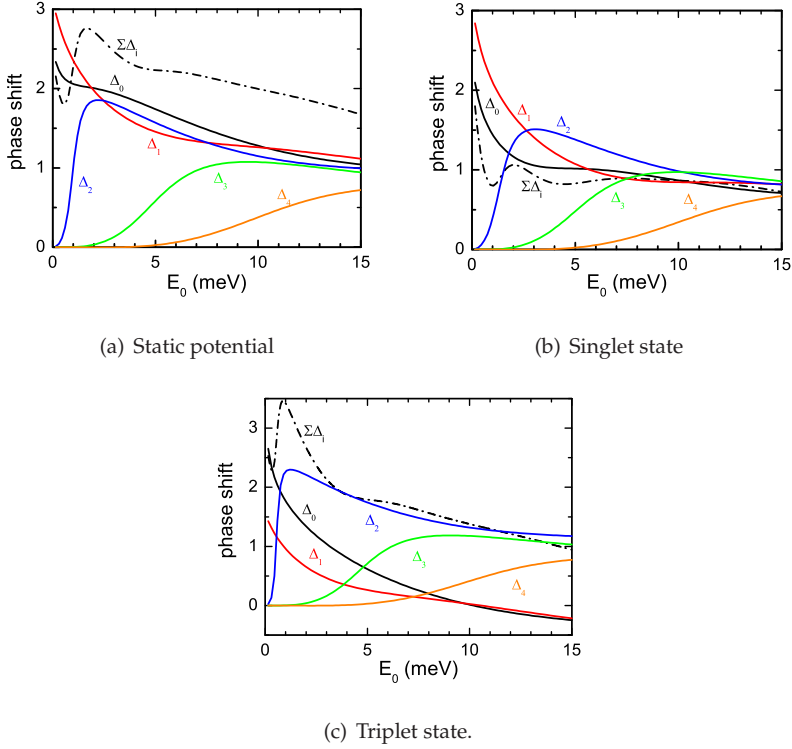 3
2
1
0
phase shift
ΣΔi
Δ0
Δ1
Δ2
Δ3
Δ4
0 5 10 15
E0 (meV)
(a) Static potential
3
2
1
0
phase shift
Δ0
Δ1
Δ2
ΣΔi
Δ3
Δ4
0 5 10 15
E0 (meV)
(b) Singlet state
3
2
1
0
phase shift
ΣΔi
Δ0
Δ2
Δ1
Δ3
Δ4
0 5 10 15
E0 (meV)
(c) Triplet state.